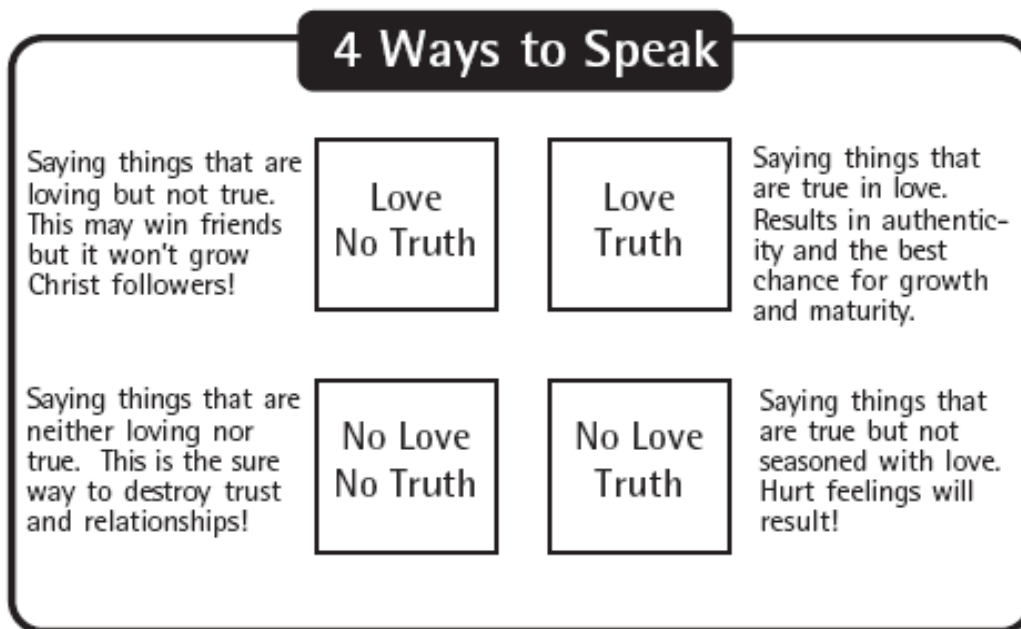 4 Ways to Speak
Saying things that are
loving but not true.
This may win friends
but it won't grow
Christ followers!
Love
No Truth
Love
Truth
Saying things that
are true in love.
Results in authentic-
ity and the best
chance for growth
and maturity.
Saying things that are
neither loving nor
true. This is the sure
way to destroy trust
and relationships!
No Love
No Truth
No Love
Truth
Saying things that
are true but not
seasoned with love.
Hurt feelings will
result!